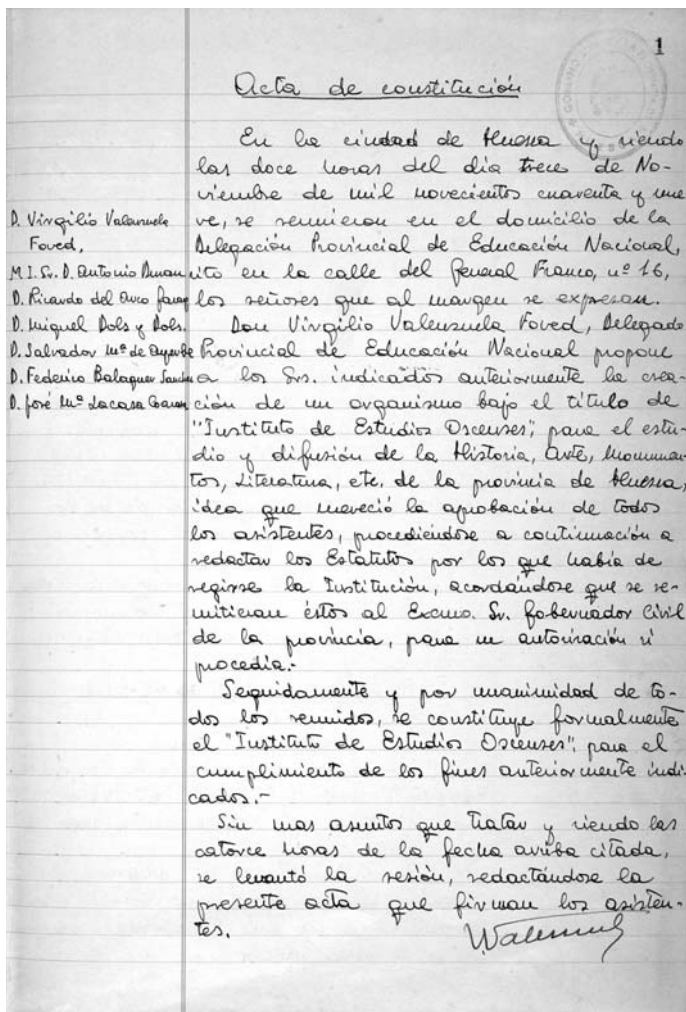 1
Acta de constitución
En la ciudad de Huesca y siendo
las doce horas del día trece de No-
viembre de mil novecientos cuarenta y nue
ve, se reunieron en el domicilio de la
Delegación Provincial de Educación Nacional,
sito en la calle del General Franco, nº 16,
los señores que al margen se expresan.
Don Virgilio Valenzuela Foved, Delegado
Provincial de Educación Nacional propone
a los Srs. indicados anteriormente la crea-
ción de un organismo bajo el título de
"Instituto de Estudios Oscenses", para el estu-
dio y difusión de la Historia, Arte, Monumen-
tos, Literatura, etc. de la provincia de Huesca,
idea que mereció la aprobación de todos
los asistentes, procediéndose a continuación a
redactar los Estatutos por los que había de
regirse la Institución, acordándose que se re-
mitieran éstos al Excmo. Sr. Gobernador Civil
de la provincia, para su autorización si
procedía.-
Seguidamente y por unanimidad de to-
dos los reunidos, se constituye formalmente
el "Instituto de Estudios Oscenses", para el
cumplimiento de los fines anteriormente indi-
cados.-
Sin mas asuntos que tratar y siendo las
catorce horas de la fecha arriba citada,
se levantó la sesión, redactándose la
presente acta que firman los asisten-
tes.
D. Virgilio Valenzuela
Foved,
M I. Sr. D. Antonio Duran
D. Ricardo del Arco Garay
D. Miguel Dols y Dols.
D. Salvador Mª de Ayerbe
D. Federico Balaguer Sanchez
D. José Mª Lacasa Coarasa